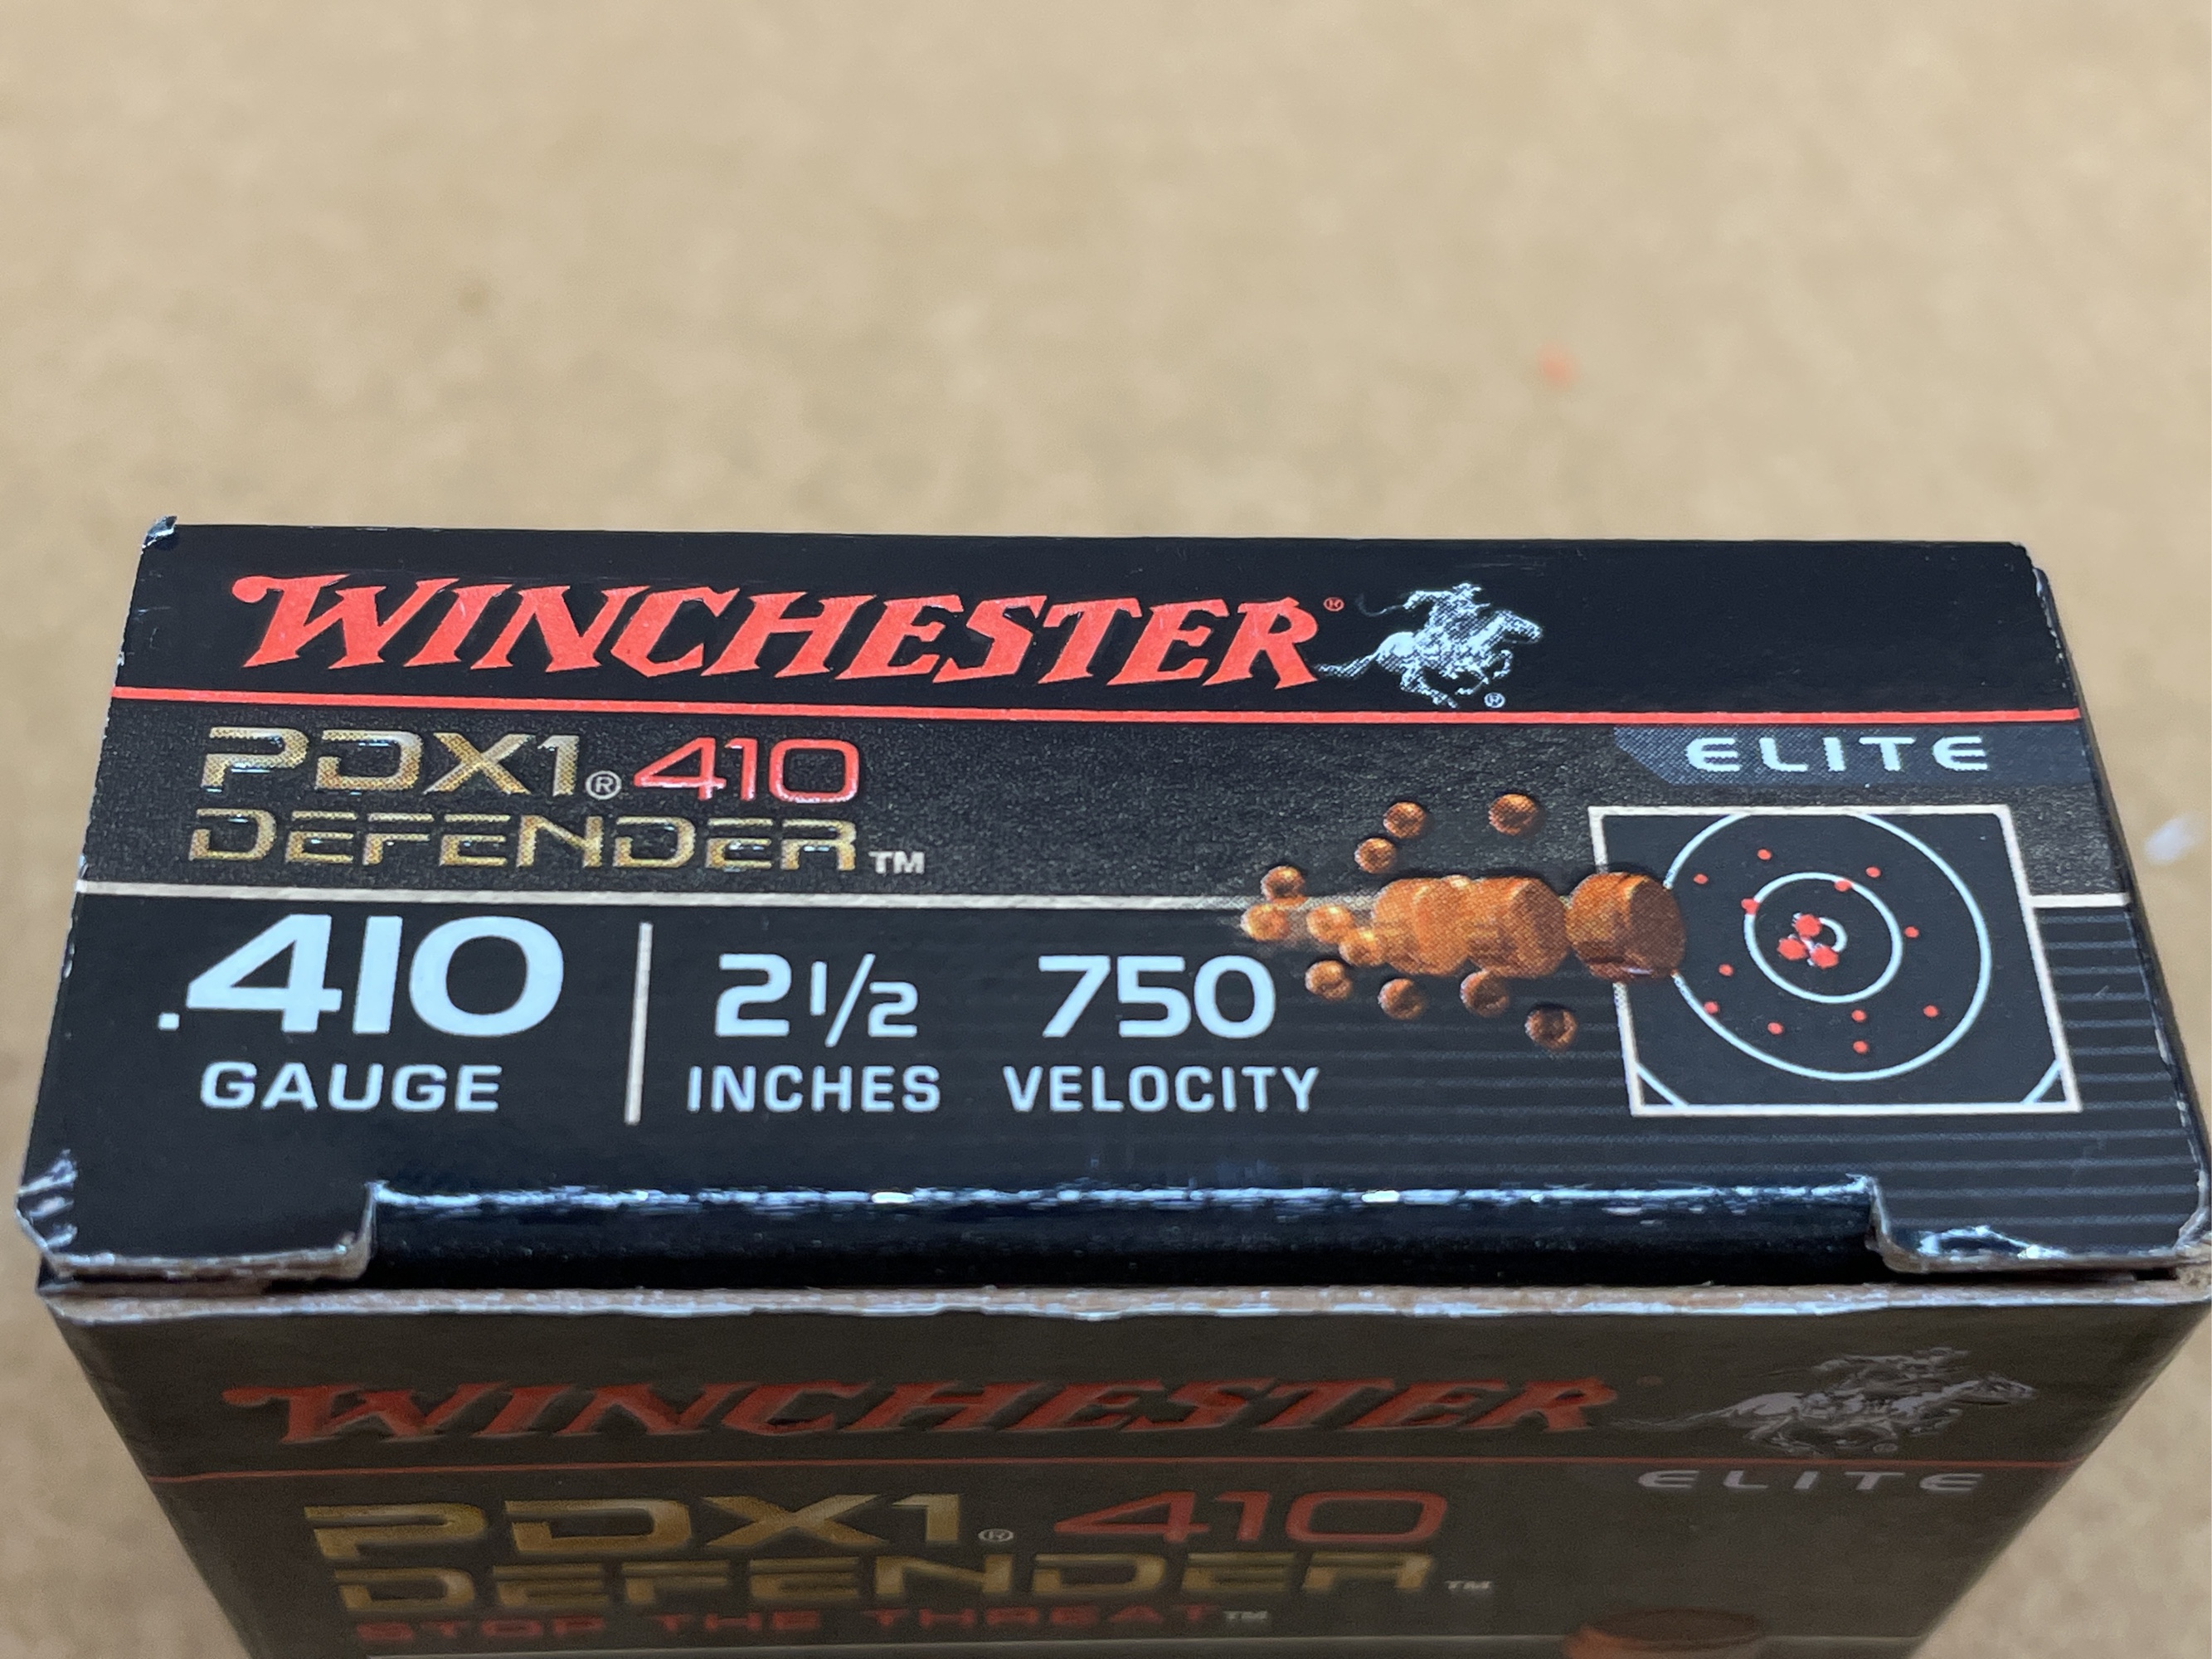 WINCHESTER®
®
PDX1® 410
ELITE
DEFENDER™
.410 2 1/2 750
GAUGE INCHES VELOCITY
WINCHESTER®
®
ELITE
PDX1® 410
DEFENDER™
STOP THE THREAT™